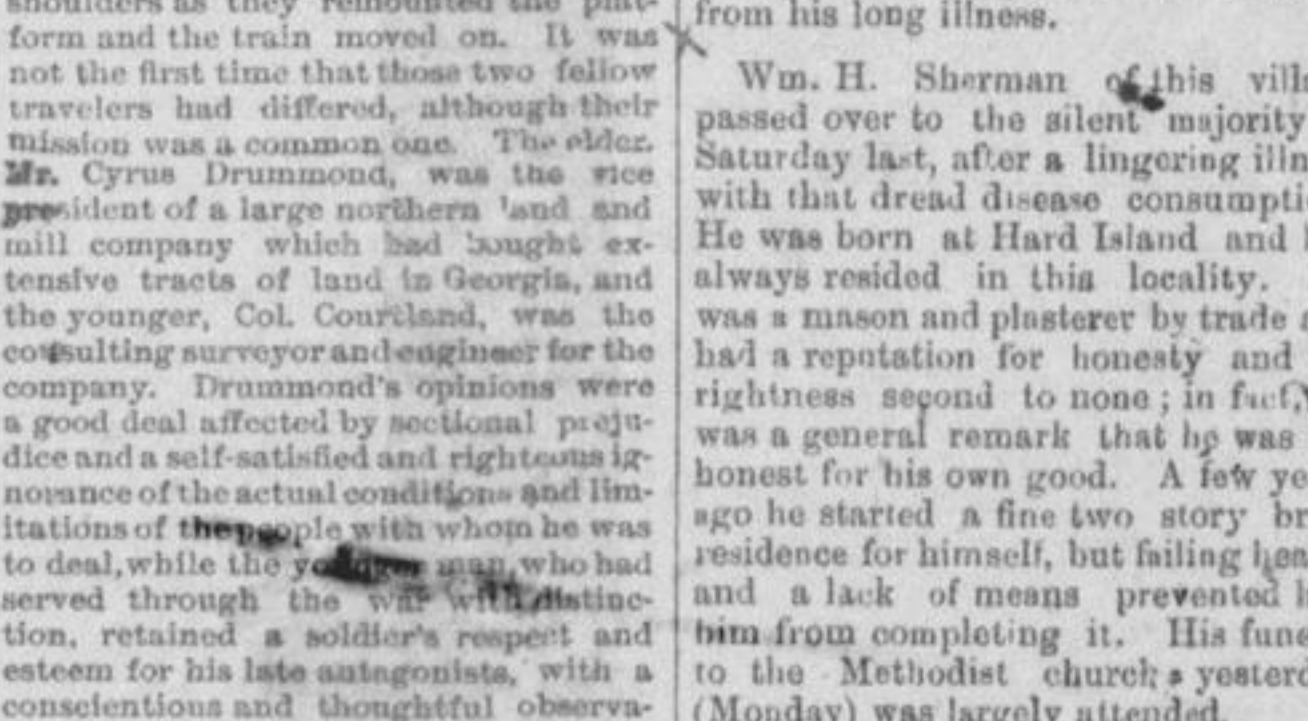 shoulders as they remounted the plat-
form and the train moved on. It was
not the first time that those two fellow
travelers had differed, although their
mission was a common one. The elder,
Mr. Cyrus Drummond, was the vice
president of a large northern land and
mill company which had bought ex-
tensive tracts of land in Georgia, and
the younger, Col. Courtland, was the
consulting surveyor and engineer for the
company. Drummond's opinions were
a good deal affected by sectional preju-
dice and a self-satisfied and righteous ig-
norance of the actual conditions and lim-
itations of the people with whom he was
to deal, while the younger man, who had
served through the war with distinc-
tion, retained a soldier's respect and
esteem for his late antagonists, with a
conscientious and thoughtful observa-
from his long illness.
Wm. H. Sherman of this vill
passed over to the silent majority
Saturday last, after a lingering illn
with that dread disease consumpti
He was born at Hard Island and
always resided in this locality.
was a mason and plasterer by trade a
had a reputation for honesty and
rightness second to none; in fact,
was a general remark that he was
honest for his own good. A few ye
ago he started a fine two story br
residence for himself, but failing hea
and a lack of means prevented h
him from completing it. His fune
to the Methodist church yesterd
(Monday) was largely attended.